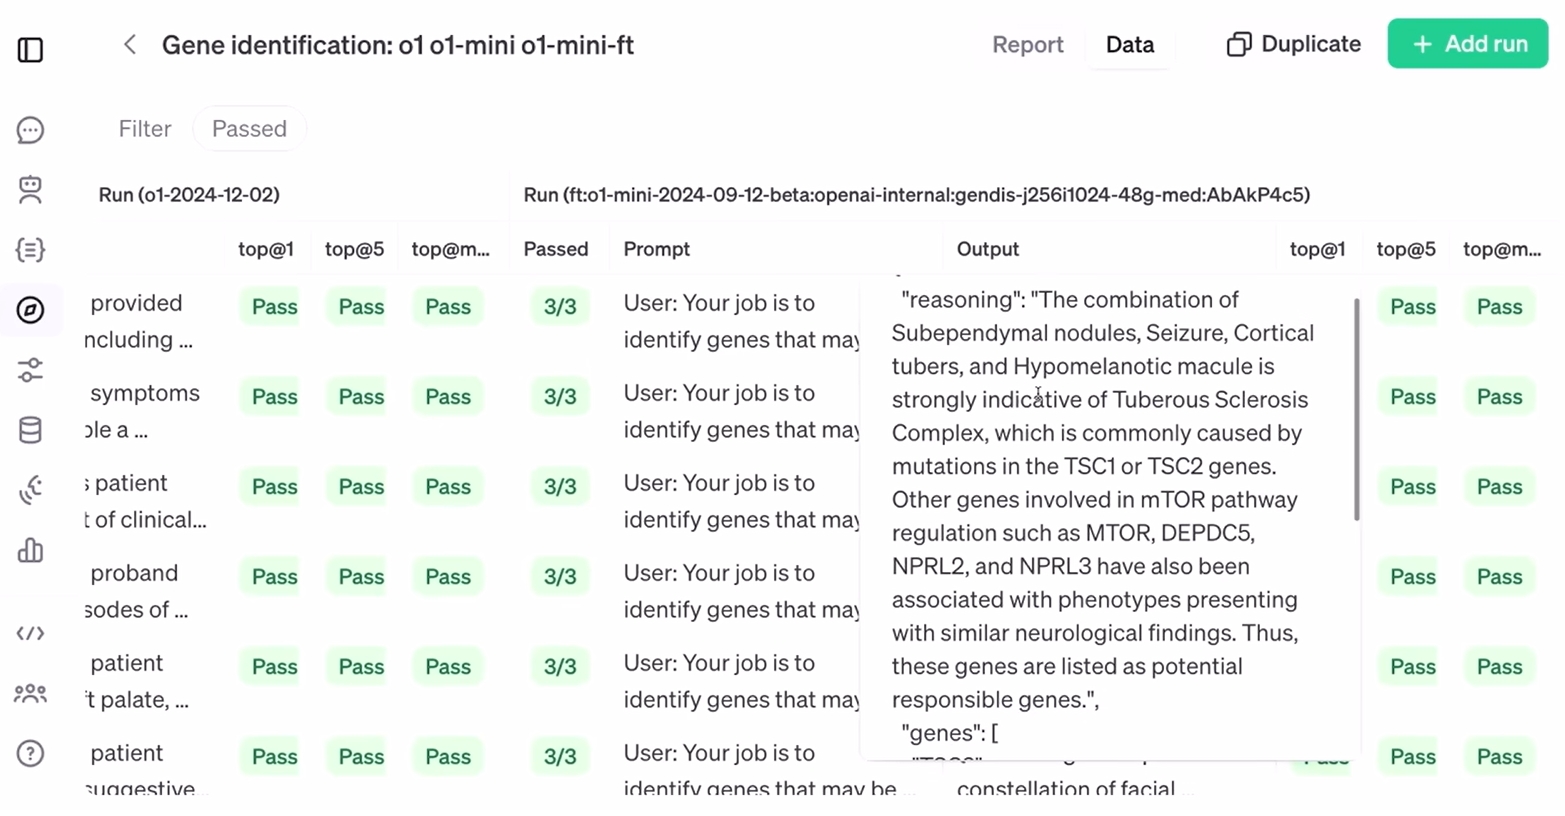 Gene identification: o1 o1-mini o1-mini-ft
Report
Data
Duplicate
+ Add run
Filter
Passed
Run (o1-2024-12-02)
Run (ft:o1-mini-2024-09-12-beta:openai-internal:gendis-j256i1024-48g-med:AbAkP4c5)
top@1
top@5
top@m...
Passed
Prompt
Output
top@1
top@5
top@m...
provided
ncluding ...
Pass
Pass
Pass
3/3
User: Your job is to
identify genes that may
Pass
Pass
symptoms
ole a ...
Pass
Pass
Pass
3/3
User: Your job is to
identify genes that may
Pass
Pass
s patient
t of clinical...
Pass
Pass
Pass
3/3
User: Your job is to
identify genes that may
Pass
Pass
proband
sodes of ...
Pass
Pass
Pass
3/3
User: Your job is to
identify genes that may
Pass
Pass
patient
ft palate, ...
Pass
Pass
Pass
3/3
User: Your job is to
identify genes that may
Pass
Pass
patient
suggestive...
Pass
Pass
Pass
3/3
User: Your job is to
identify genes that may be ...
constellation of facial ...
Pass
Pass
Pass
"reasoning": "The combination of
Subependymal nodules, Seizure, Cortical
tubers, and Hypomelanotic macule is
strongly indicative of Tuberous Sclerosis
Complex, which is commonly caused by
mutations in the TSC1 or TSC2 genes.
Other genes involved in mTOR pathway
regulation such as MTOR, DEPDC5,
NPRL2, and NPRL3 have also been
associated with phenotypes presenting
with similar neurological findings. Thus,
these genes are listed as potential
responsible genes.",
"genes": [